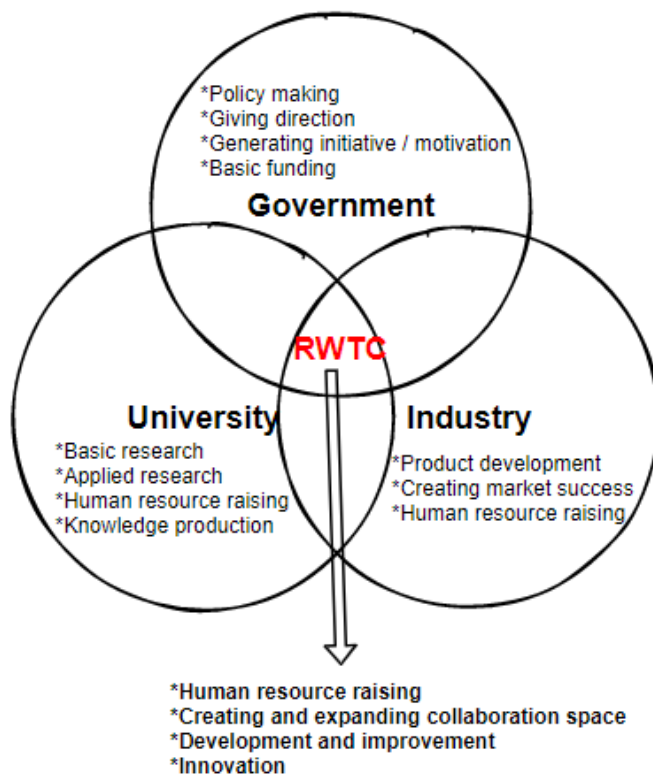 *Policy making
*Giving direction
*Generating initiative / motivation
*Basic funding
Government
RWTC
University
*Basic research
*Applied research
*Human resource raising
*Knowledge production
Industry
*Product development
*Creating market success
*Human resource raising
*Human resource raising
*Creating and expanding collaboration space
*Development and improvement
*Innovation